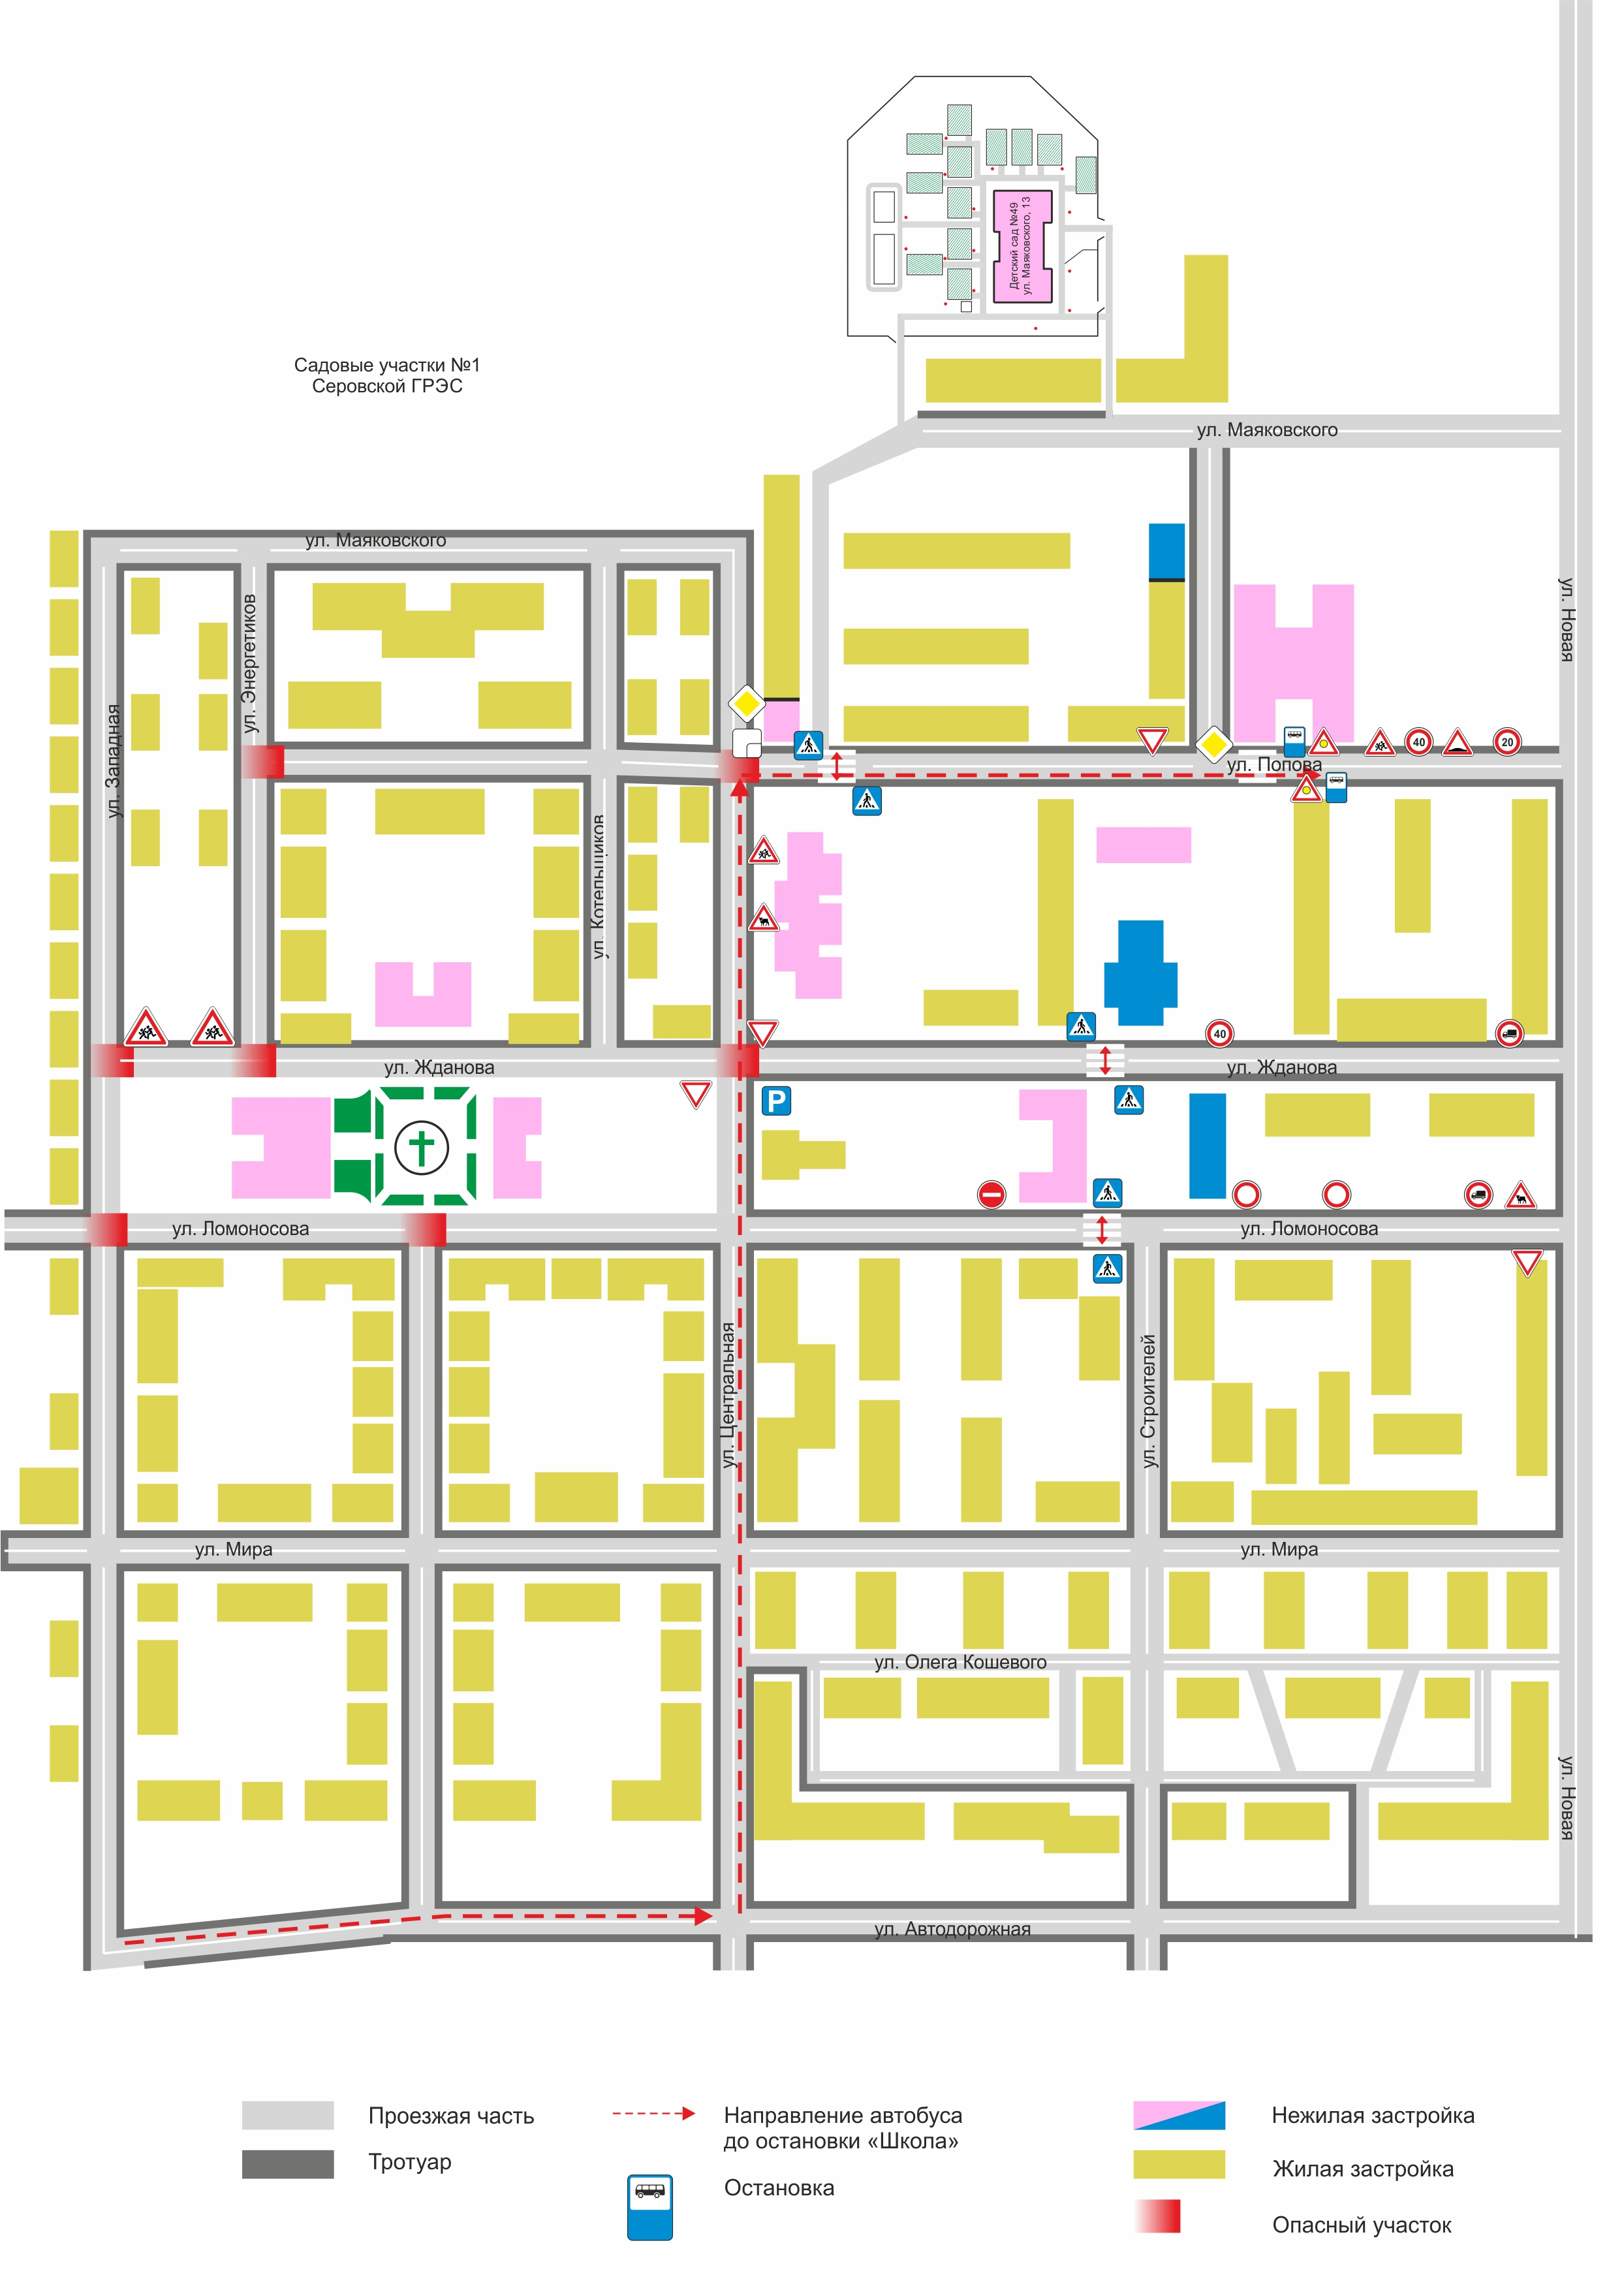 Детский сад №49
ул. Маяковского, 13
Садовые участки №1
Серовской ГРЭС
ул. Маяковского
ул. Маяковского
ул. Новая
ул. Энергетиков
ул. Западная
40
20
ул. Попова
ул. Котельщиков
40
ул. Жданова
ул. Жданова
P
ул. Ломоносова
ул. Ломоносова
ул. Центральная
ул. Строителей
ул. Мира
ул. Мира
ул. Олега Кошевого
ул. Новая
ул. Автодорожная
Проезжая часть
Тротуар
Направление автобуса
до остановки «Школа»
Остановка
Нежилая застройка
Жилая застройка
Опасный участок